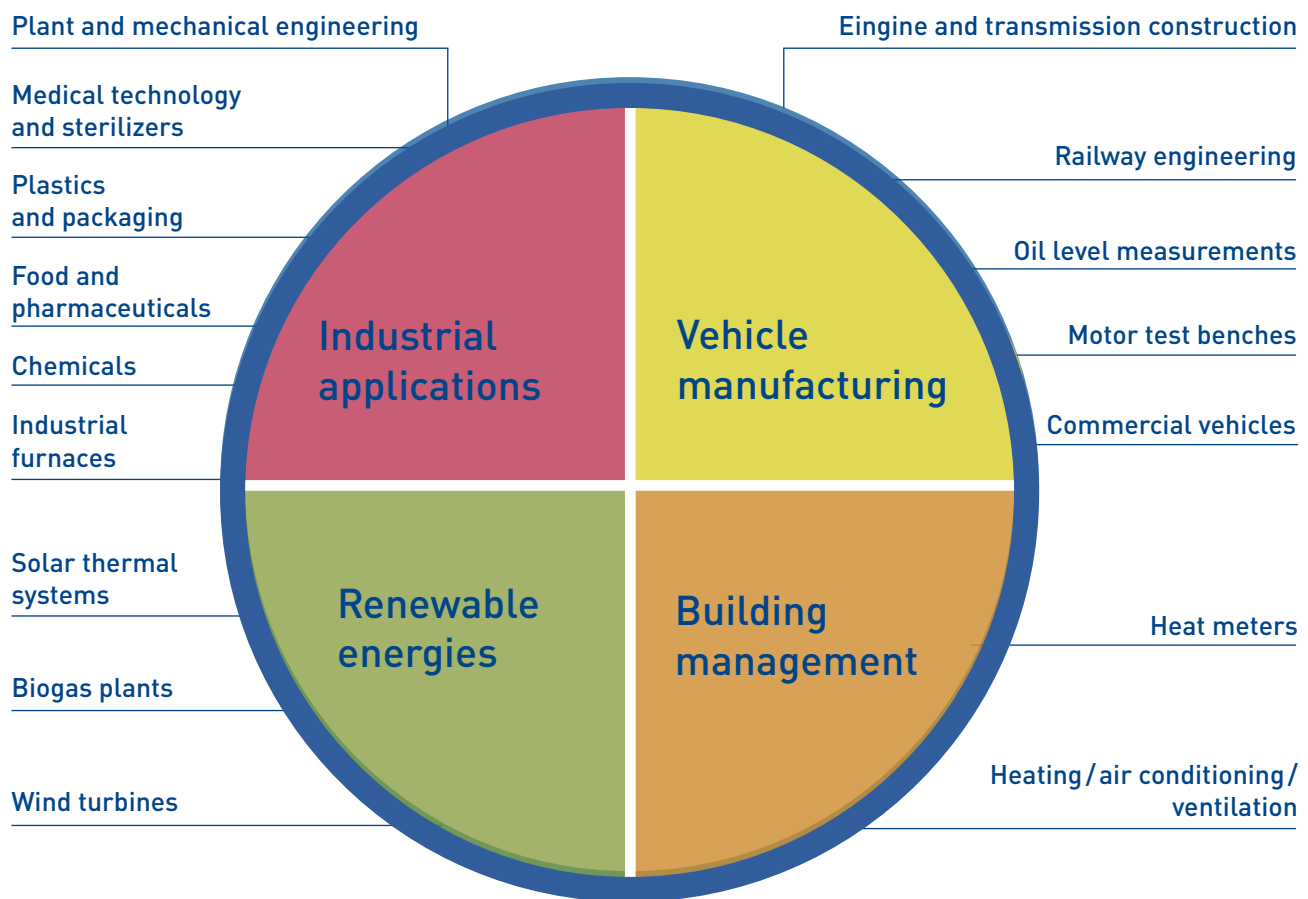 Plant and mechanical engineering
Medical technology
and sterilizers
Plastics
and packaging
Food and
pharmaceuticals
Chemicals
Industrial
furnaces
Solar thermal
systems
Biogas plants
Wind turbines
Industrial
applications
Vehicle
manufacturing
Renewable
energies
Building
management
Eingine and transmission construction
Railway engineering
Oil level measurements
Motor test benches
Commercial vehicles
Heat meters
Heating/air conditioning/
ventilation